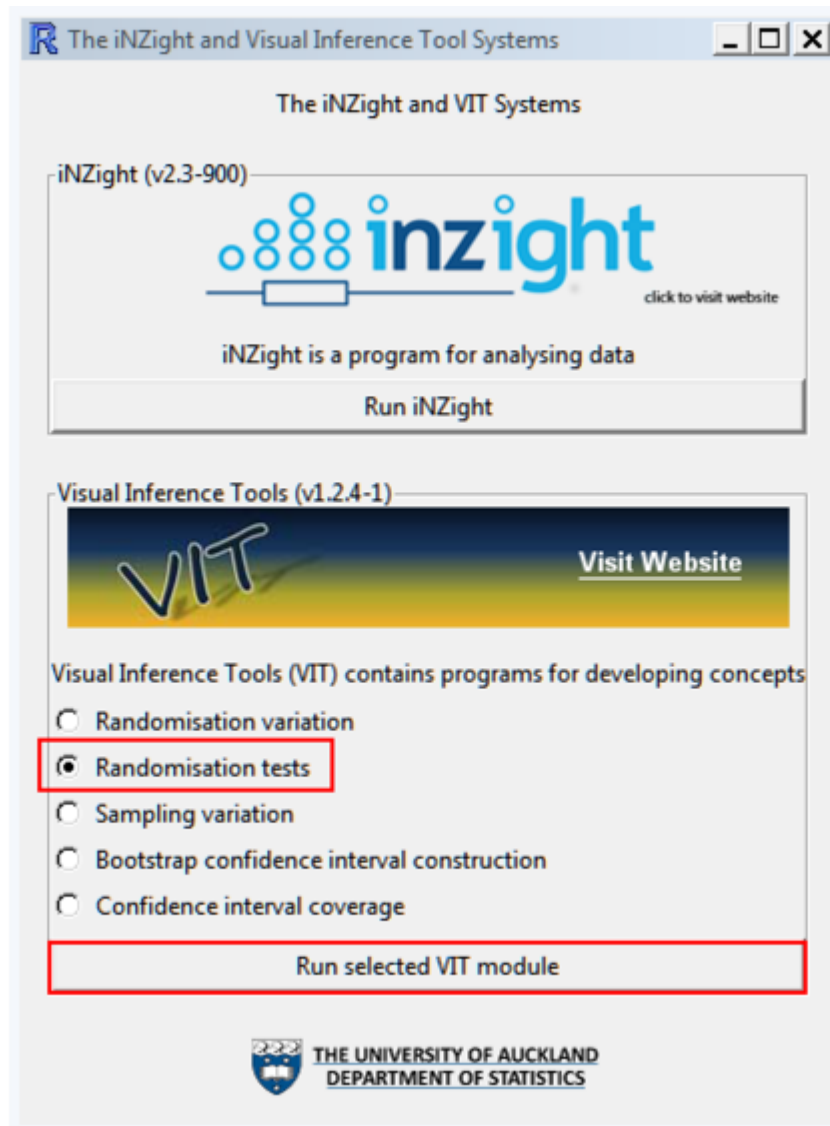 The iNZight and Visual Inference Tool Systems
The iNZight and VIT Systems
iNZight (v2.3-900)
inzight
click to visit website
iNZight is a program for analysing data
Run iNZight
Visual Inference Tools (v1.2.4-1)
VIT
Visit Website
Visual Inference Tools (VIT) contains programs for developing concepts
Randomisation variation
Randomisation tests
Sampling variation
Bootstrap confidence interval construction
Confidence interval coverage
Run selected VIT module
THE UNIVERSITY OF AUCKLAND
DEPARTMENT OF STATISTICS